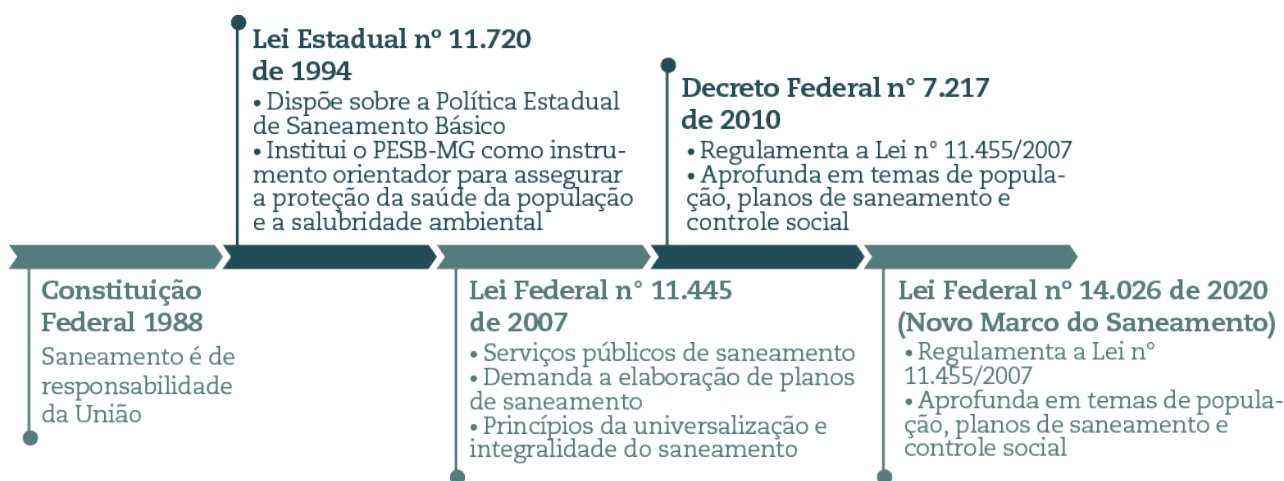 Lei Estadual nº 11.720
de 1994
• Dispõe sobre a Política Estadual
de Saneamento Básico
• Institui o PESB-MG como instru-
mento orientador para assegurar
a proteção da saúde da população
e a salubridade ambiental
Decreto Federal n° 7.217
de 2010
• Regulamenta a Lei n° 11.455/2007
• Aprofunda em temas de popula-
ção, planos de saneamento e
controle social
Constituição
Federal 1988
Saneamento é de
responsabilidade
da União
Lei Federal n° 11.445
de 2007
• Serviços públicos de saneamento
• Demanda a elaboração de planos
de saneamento
• Princípios da universalização e
integralidade do saneamento
Lei Federal nº 14.026 de 2020
(Novo Marco do Saneamento)
• Regulamenta a Lei n°
11.455/2007
• Aprofunda em temas de popula-
ção, planos de saneamento e
controle social